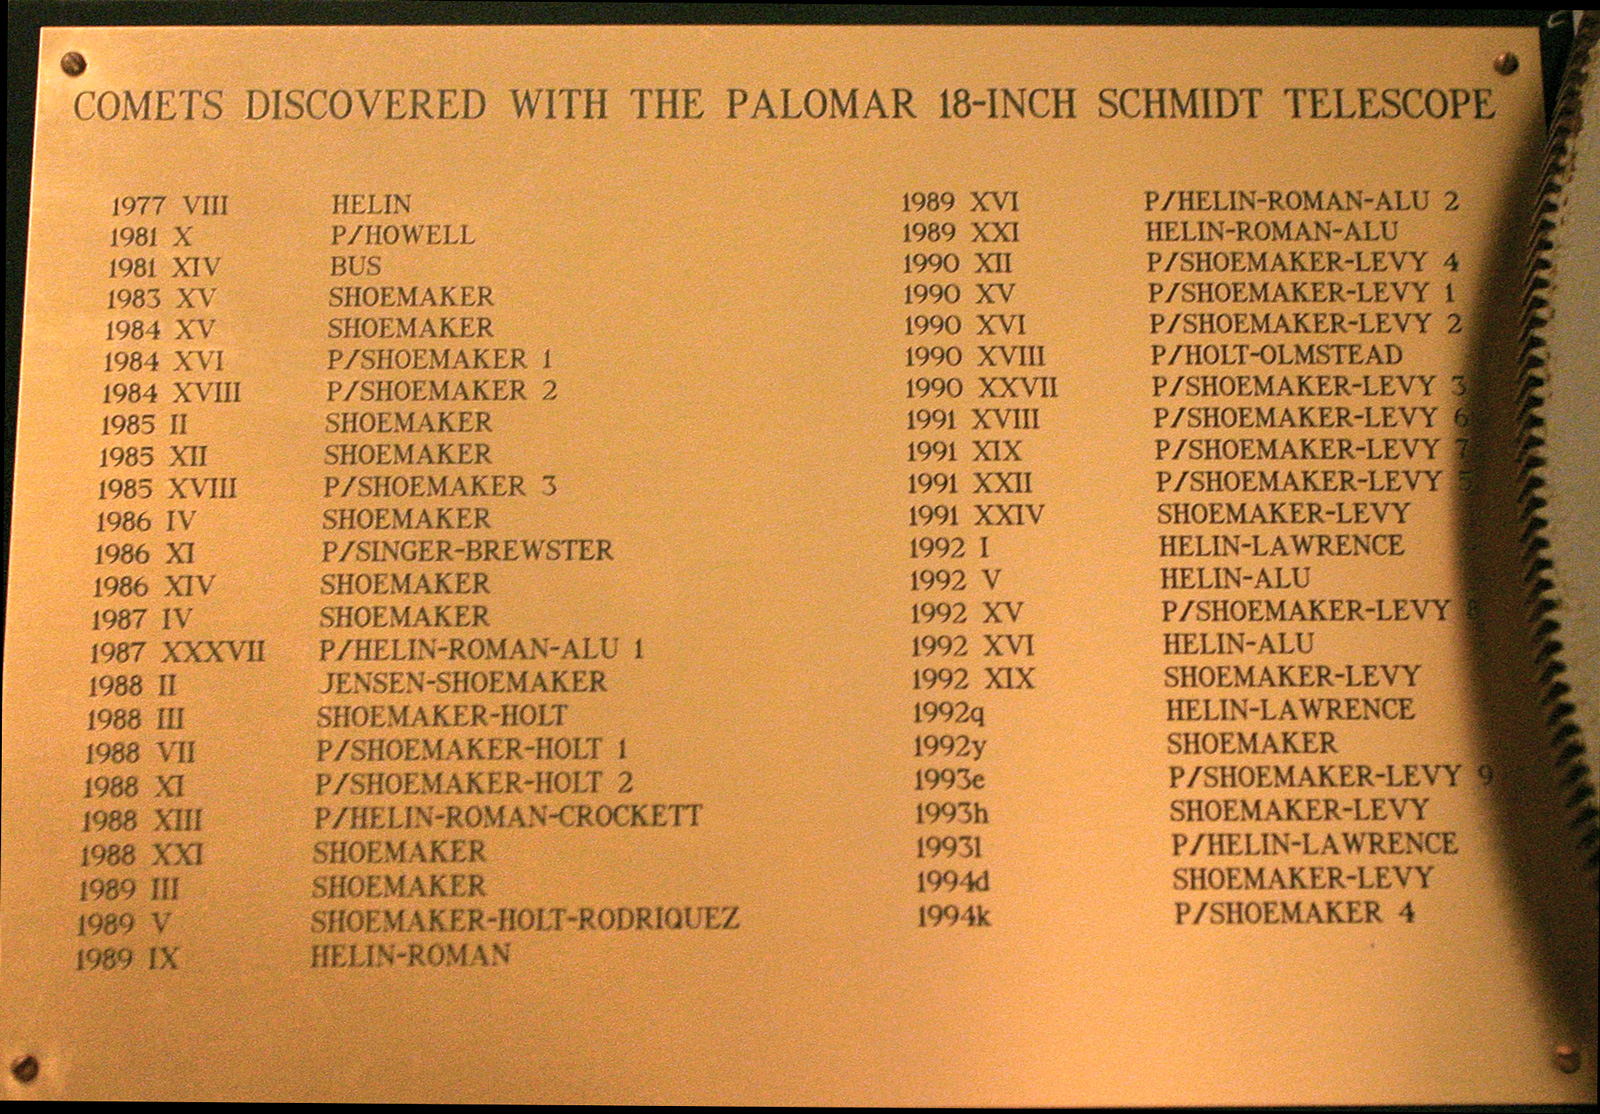 COMETS DISCOVERED WITH THE PALOMAR 18-INCH SCHMIDT TELESCOPE
1977 VIII HELIN
1981 X P/HOWELL
1981 XIV BUS
1983 XV SHOEMAKER
1984 XV SHOEMAKER
1984 XVI P/SHOEMAKER 1
1984 XVIII P/SHOEMAKER 2
1985 II SHOEMAKER
1985 XII SHOEMAKER
1985 XVIII P/SHOEMAKER 3
1986 IV SHOEMAKER
1986 XI P/SINGER-BREWSTER
1986 XIV SHOEMAKER
1987 IV SHOEMAKER
1987 XXXVII P/HELIN-ROMAN-ALU 1
1988 II JENSEN-SHOEMAKER
1988 III SHOEMAKER-HOLT
1988 VII P/SHOEMAKER-HOLT 1
1988 XI P/SHOEMAKER-HOLT 2
1988 XIII P/HELIN-ROMAN-CROCKETT
1988 XXI SHOEMAKER
1989 III SHOEMAKER
1989 V SHOEMAKER-HOLT-RODRIQUEZ
1989 IX HELIN-ROMAN
1989 XVI P/HELIN-ROMAN-ALU 2
1989 XXI HELIN-ROMAN-ALU
1990 XII P/SHOEMAKER-LEVY 4
1990 XV P/SHOEMAKER-LEVY 1
1990 XVI P/SHOEMAKER-LEVY 2
1990 XVIII P/HOLT-OLMSTEAD
1990 XXVII P/SHOEMAKER-LEVY 3
1991 XVIII P/SHOEMAKER-LEVY 6
1991 XIX P/SHOEMAKER-LEVY 7
1991 XXII P/SHOEMAKER-LEVY 5
1991 XXIV SHOEMAKER-LEVY
1992 I HELIN-LAWRENCE
1992 V HELIN-ALU
1992 XV P/SHOEMAKER-LEVY 8
1992 XVI HELIN-ALU
1992 XIX SHOEMAKER-LEVY
1992q HELIN-LAWRENCE
1992y SHOEMAKER
1993e P/SHOEMAKER-LEVY 9
1993h SHOEMAKER-LEVY
1993l P/HELIN-LAWRENCE
1994d SHOEMAKER-LEVY
1994k P/SHOEMAKER 4